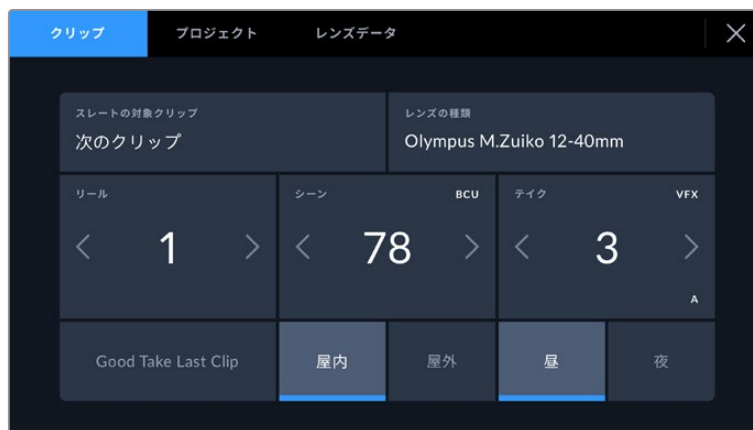 クリップ
プロジェクト
レンズデータ
スレートの対象クリップ
次のクリップ
レンズの種類
Olympus M.Zuiko 12-40mm
リール
1
シーン
BCU
78
テイク
VFX
3
A
Good Take Last Clip
屋内
屋外
昼
夜